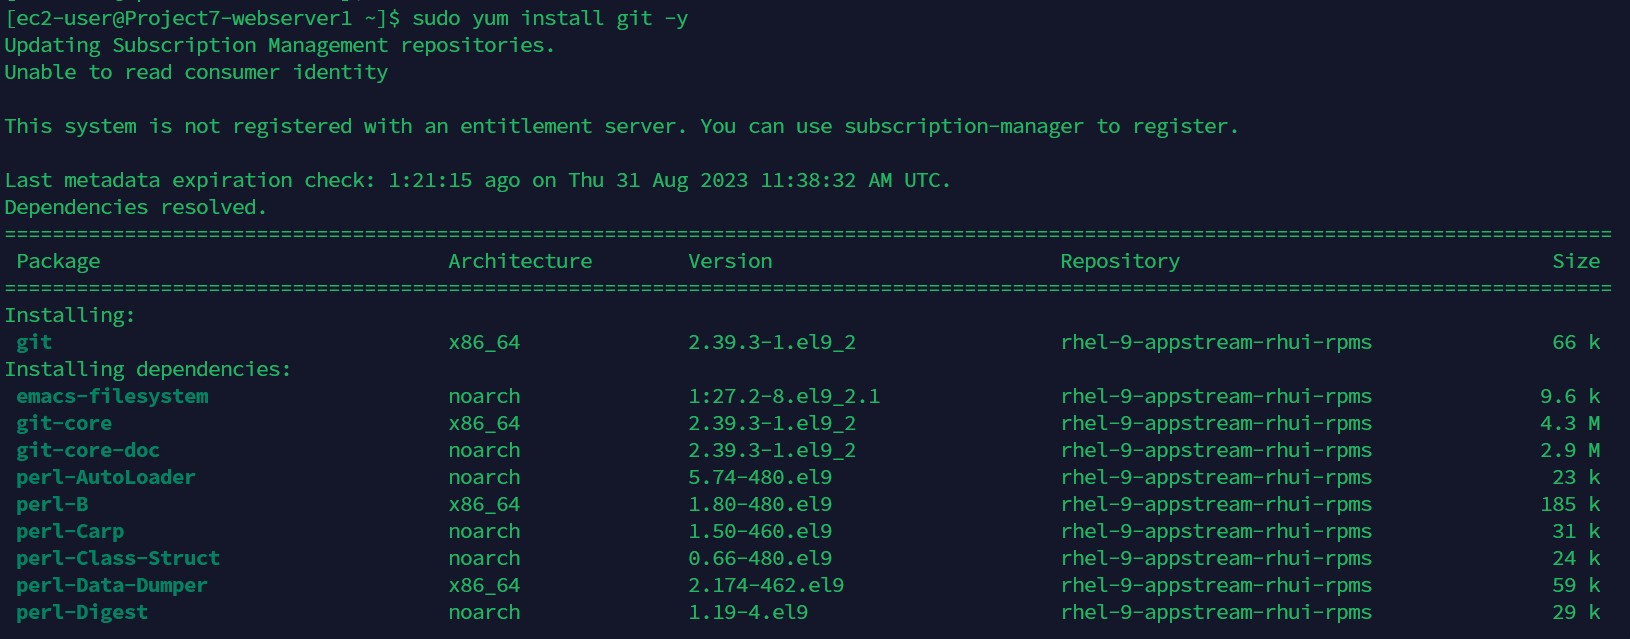 [ec2-user@Project7-webserver1 ~]$ sudo yum install git -y
Updating Subscription Management repositories.
Unable to read consumer identity
This system is not registered with an entitlement server. You can use subscription-manager to register.
Last metadata expiration check: 1:21:15 ago on Thu 31 Aug 2023 11:38:32 AM UTC.
Dependencies resolved.
======================================================================================================================================
Package Architecture Version Repository Size
======================================================================================================================================
Installing:
git x86_64 2.39.3-1.el9_2 rhel-9-appstream-rhui-rpms 66 k
Installing dependencies:
emacs-filesystem noarch 1:27.2-8.el9_2.1 rhel-9-appstream-rhui-rpms 9.6 k
git-core x86_64 2.39.3-1.el9_2 rhel-9-appstream-rhui-rpms 4.3 M
git-core-doc noarch 2.39.3-1.el9_2 rhel-9-appstream-rhui-rpms 2.9 M
perl-AutoLoader noarch 5.74-480.el9 rhel-9-appstream-rhui-rpms 23 k
perl-B x86_64 1.80-480.el9 rhel-9-appstream-rhui-rpms 185 k
perl-Carp noarch 1.50-460.el9 rhel-9-appstream-rhui-rpms 31 k
perl-Class-Struct noarch 0.66-480.el9 rhel-9-appstream-rhui-rpms 24 k
perl-Data-Dumper x86_64 2.174-462.el9 rhel-9-appstream-rhui-rpms 59 k
perl-Digest noarch 1.19-4.el9 rhel-9-appstream-rhui-rpms 29 k